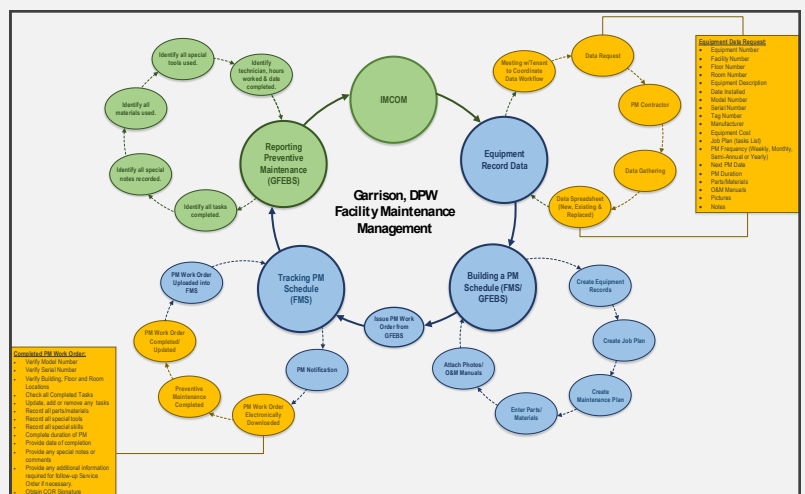 Garrison, DPW
Facility Maintenance
Management
IMCOM
Equipment
Record Data
Meeting w/Tenant
to Coordinate
Data Workflow
Data Request
PM Contractor
Data Gathering
Data Spreadsheet
(New, Existing &
Replaced)
Equipment Data Request:
• Equipment Number
• Facility Number
• Floor Number
• Room Number
• Equipment Description
• Date Installed
• Model Number
• Serial Number
• Tag Number
• Manufacturer
• Equipment Cost
• Job Plan (tasks List)
• PM Frequency (Weekly, Monthly,
Semi-Annual or Yearly)
• Next PM Date
• PM Duration
• Parts/Materials
• O&M Manuals
• Pictures
• Notes
Building a PM
Schedule (FMS/
GFEBS)
Create Equipment
Records
Create Job Plan
Create
Maintenance Plan
Enter Parts/
Materials
Attach Photos/
O&M Manuals
Issue PM Work
Order from
GFEBS
Tracking PM
Schedule
(FMS)
PM Notification
PM Work Order
Electronically
Downloaded
Preventive
Maintenance
Completed
PM Work Order
Completed/
Updated
PM Work Order
Uploaded into
FMS
Completed PM Work Order:
• Verify Model Number
• Verify Serial Number
• Verify Building, Floor and Room
Locations
• Check all Completed Tasks
• Update, add or remove any tasks
• Record all parts/materials
• Record all special tools
• Record all special skills
• Complete duration of PM
• Provide date of completion
• Provide any special notes or
comments
• Provide any additional information
required for follow-up Service
Order if necessary.
• Obtain COR Signature
Reporting
Preventive
Maintenance
(GFEBS)
Identify all tasks
completed.
Identify all special
notes recorded.
Identify all
materials used.
Identify all special
tools used.
Identify
technician, hours
worked & date
completed.